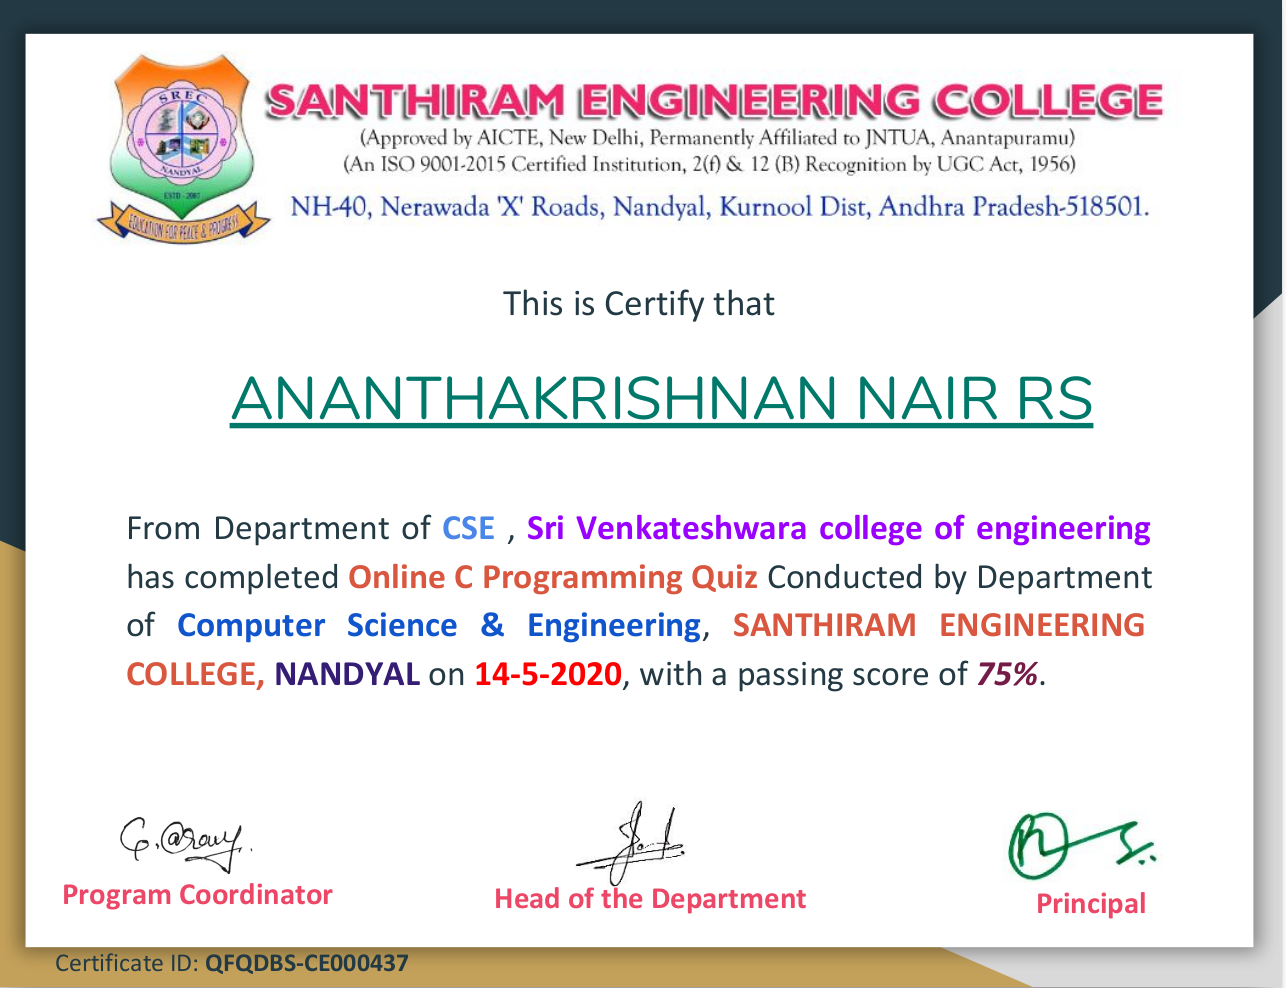 SREC
NANDYAL
ESTD - 2007
EDUCATION FOR PEACE & PROGRESS
SANTHIRAM ENGINEERING COLLEGE
(Approved by AICTE, New Delhi, Permanently Affiliated to JNTUA, Anantapuramu)
(An ISO 9001-2015 Certified Institution, 2(f) & 12 (B) Recognition by UGC Act, 1956)
NH-40, Nerawada 'X' Roads, Nandyal, Kurnool Dist, Andhra Pradesh-518501.
This is Certify that
ANANTHAKRISHNAN NAIR RS
From Department of CSE , Sri Venkateshwara college of engineering
has completed Online C Programming Quiz Conducted by Department
of Computer Science & Engineering, SANTHIRAM ENGINEERING
COLLEGE, NANDYAL on 14-5-2020, with a passing score of 75%.
Program Coordinator
Head of the Department
Principal
Certificate ID: QFQDBS-CE000437